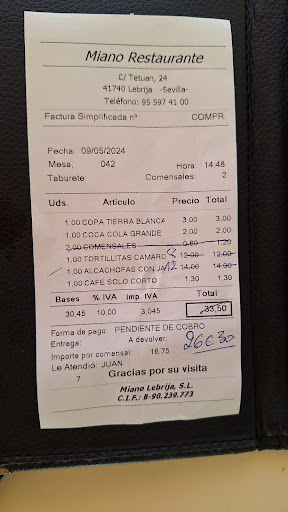 Miano Restaurante
C/ Tetuan, 24
41740 Lebrija -Sevilla-
Teléfono: 95 597 41 00
Factura Simplificada nº COMPR.
Fecha: 09/05/2024
Mesa: 042 Hora: 14:48
Taburete: Comensales: 2
Uds. Artículo Precio Total
1,00 COPA TIERRA BLANCA 3,00 3,00
1,00 COCA COLA GRANDE 2,00 2,00
2,00 COMENSALES 0,60 1,20
1,00 TORTILLITAS CAMARO 8 12,00 12,00
1,00 ALCACHOFAS CON JA 12 14,00 14,00
1,00 CAFE SOLO CORTO 1,30 1,30
Bases % IVA Imp. IVA Total
30,45 10,00 3,045 33,50
Forma de pago: PENDIENTE DE COBRO
Entrega: A devolver: 26€30
Importe por comensal: 16,75
Le Atendió: JUAN
7 Gracias por su visita
Miano Lebrija, S.L.
C.I.F.: B-90.239.773